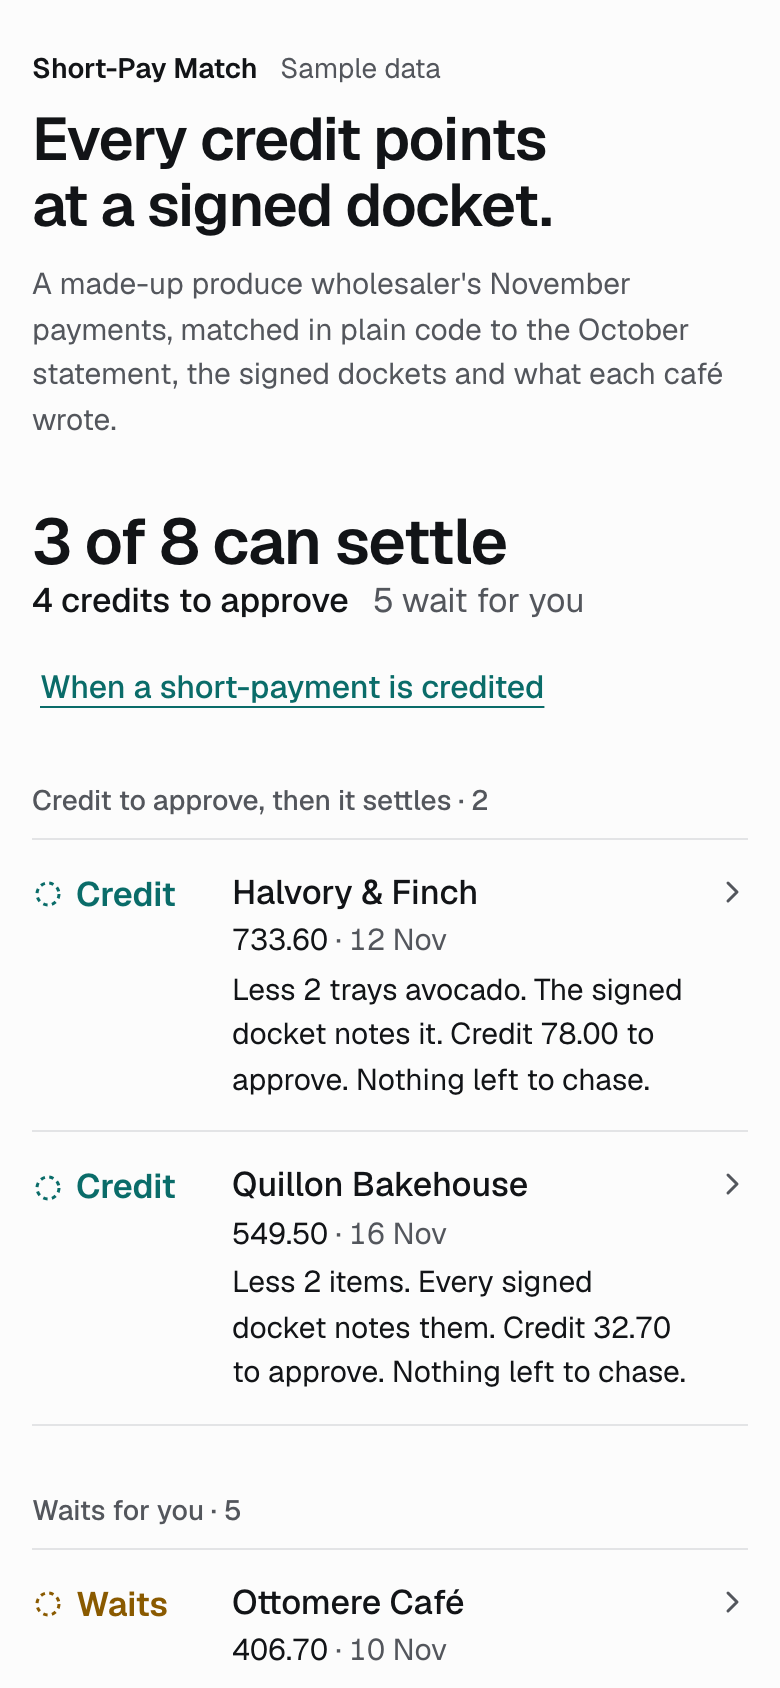 Short-Pay Match Sample data
Every credit points
at a signed docket.
A made-up produce wholesaler's November
payments, matched in plain code to the October
statement, the signed dockets and what each café
wrote.
3 of 8 can settle
4 credits to approve 5 wait for you
When a short-payment is credited
Credit to approve, then it settles · 2
Credit Halvory & Finch
733.60 · 12 Nov
Less 2 trays avocado. The signed
docket notes it. Credit 78.00 to
approve. Nothing left to chase.
Credit Quillon Bakehouse
549.50 · 16 Nov
Less 2 items. Every signed
docket notes them. Credit 32.70
to approve. Nothing left to chase.
Waits for you · 5
Waits Ottomere Café
406.70 · 10 Nov